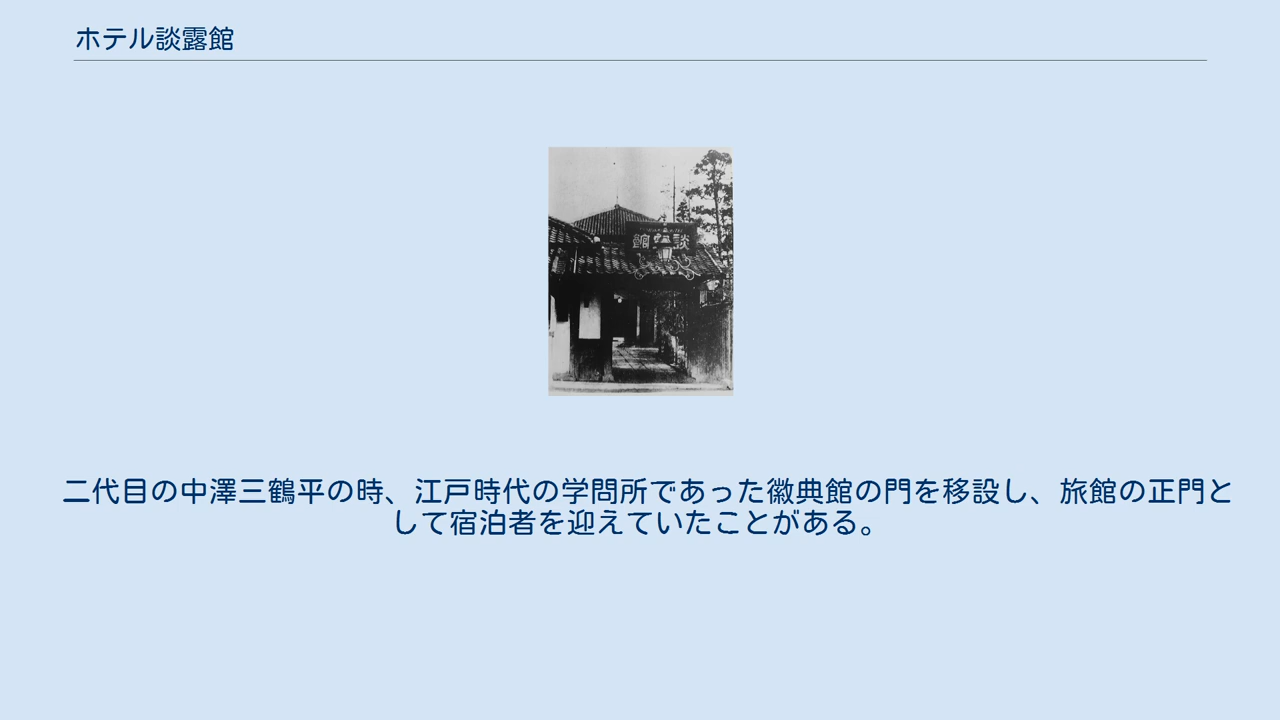 ホテル談露館
談露館
二代目の中澤三鶴平の時、江戸時代の学問所であった徽典館の門を移設し、旅館の正門と
して宿泊者を迎えていたことがある。